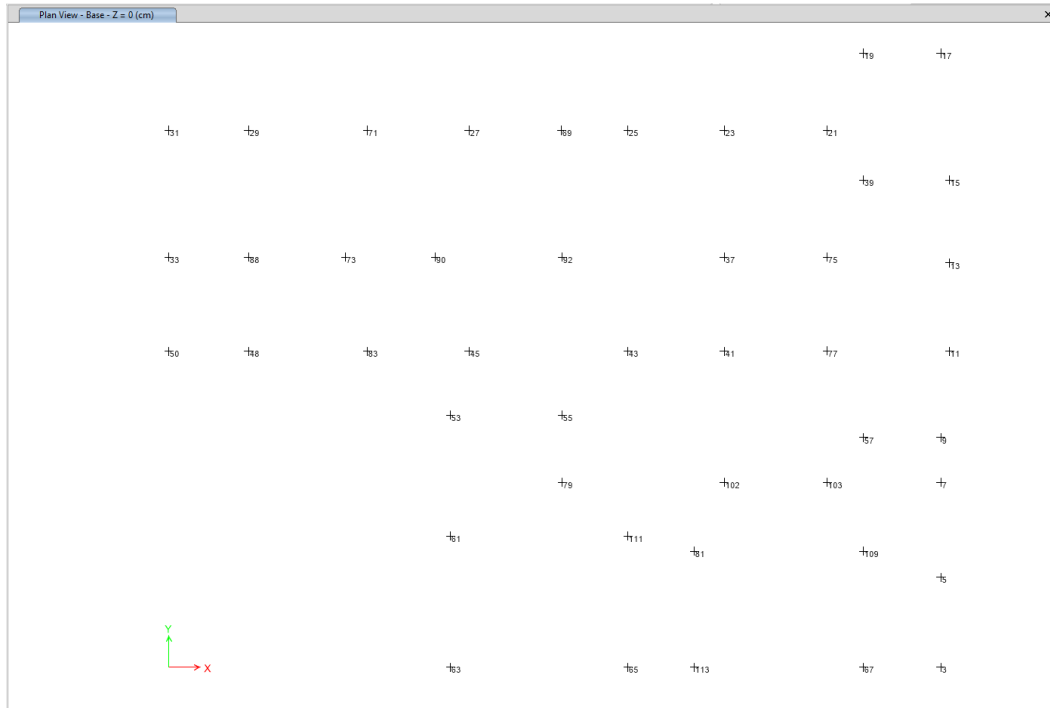 Plan View - Base - Z = 0 (cm)
19 17
31 29 71 27 69 25 23 21
39 15
33 88 73 90 92 37 75
13
50 48 83 45 43 41 77 11
53 55
57 9
79 102 103 7
61 111
81 109
5
Y
X
63 65 113 67 3